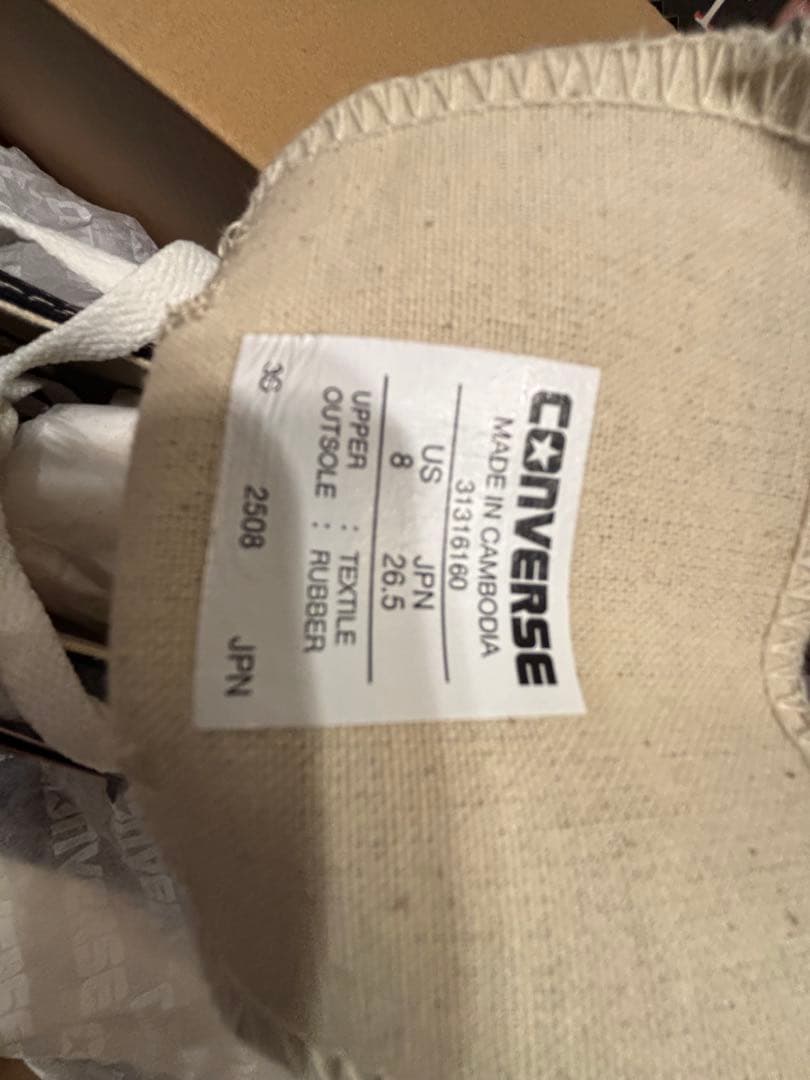 CONVERSE
MADE IN CAMBODIA
31316160
US JPN
8 26.5
UPPER : TEXTILE
OUTSOLE : RUBBER
2508 JPN